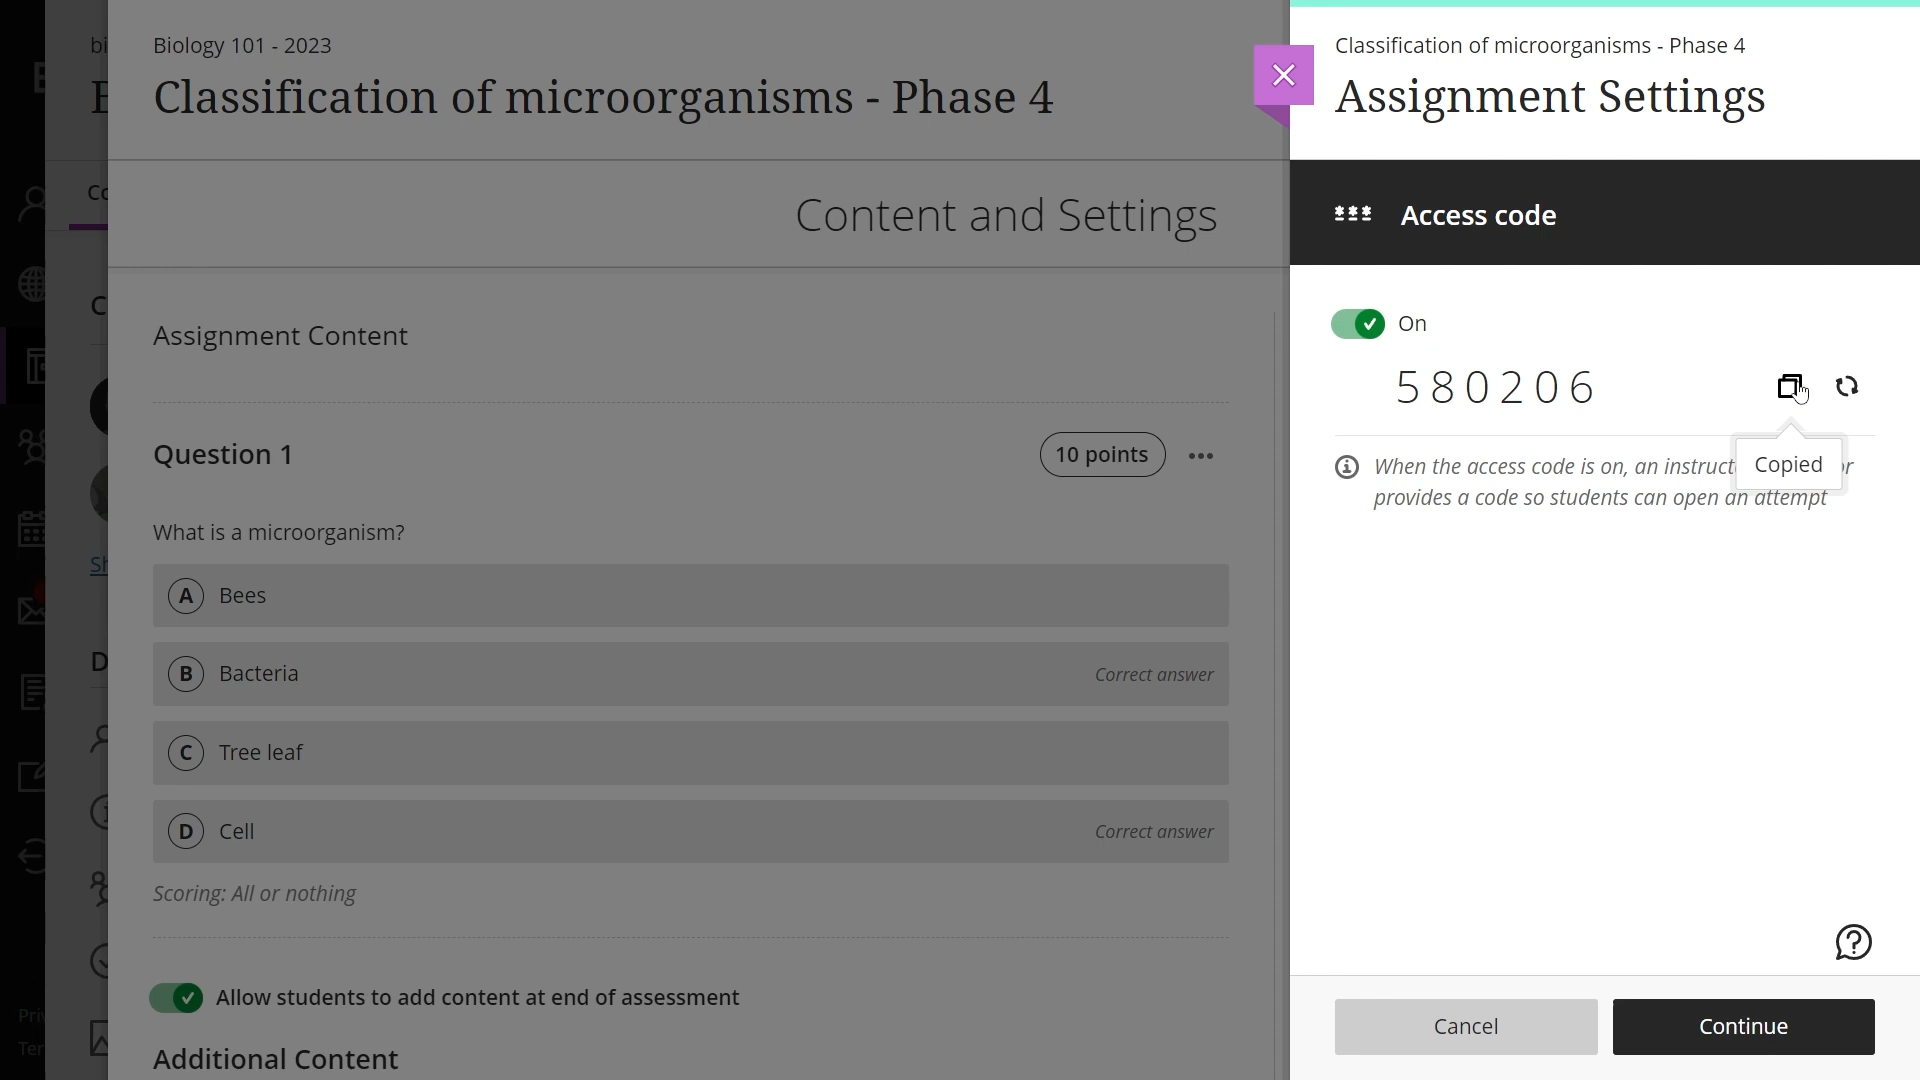 Biology 101 - 2023
Classification of microorganisms - Phase 4
Content and Settings
Assignment Content
Question 1
10 points
What is a microorganism?
A Bees
B Bacteria
Correct answer
C Tree leaf
D Cell
Correct answer
Scoring: All or nothing
Allow students to add content at end of assessment
Additional Content
Classification of microorganisms - Phase 4
Assignment Settings
Access code
On
580206
Copied
When the access code is on, an
provides a code so students can open an attempt
Cancel
Continue